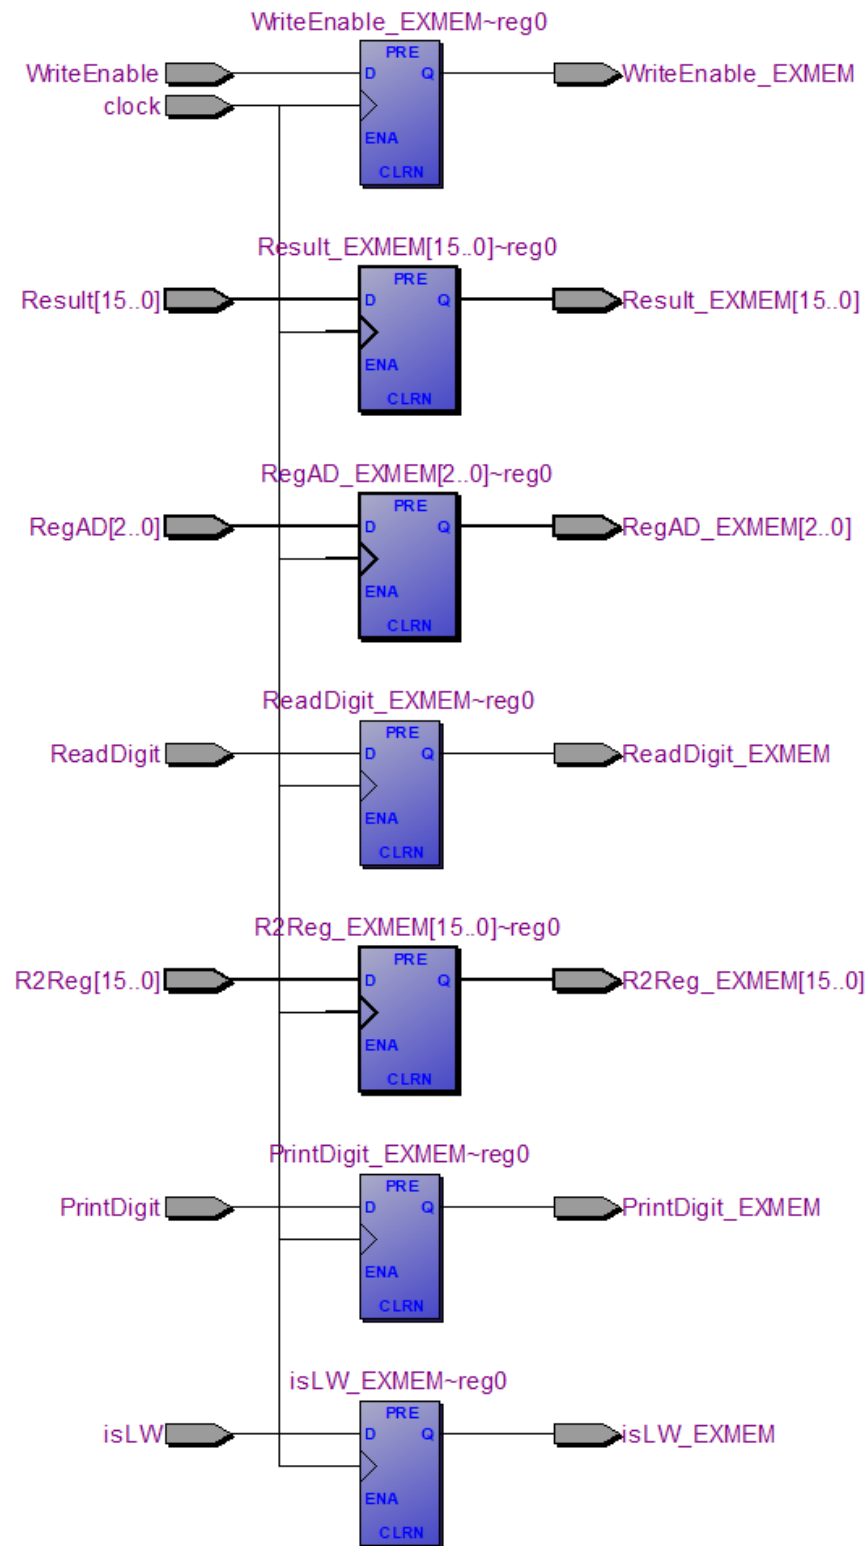 WriteEnable_EXMEM~reg0
PRE
WriteEnable D Q WriteEnable_EXMEM
clock
ENA
CLRN
Result_EXMEM[15..0]~reg0
PRE
Result[15..0] D Q Result_EXMEM[15..0]
ENA
CLRN
RegAD_EXMEM[2..0]~reg0
PRE
RegAD[2..0] D Q RegAD_EXMEM[2..0]
ENA
CLRN
ReadDigit_EXMEM~reg0
PRE
ReadDigit D Q ReadDigit_EXMEM
ENA
CLRN
R2Reg_EXMEM[15..0]~reg0
PRE
R2Reg[15..0] D Q R2Reg_EXMEM[15..0]
ENA
CLRN
PrintDigit_EXMEM~reg0
PRE
PrintDigit D Q PrintDigit_EXMEM
ENA
CLRN
isLW_EXMEM~reg0
PRE
isLW D Q isLW_EXMEM
ENA
CLRN